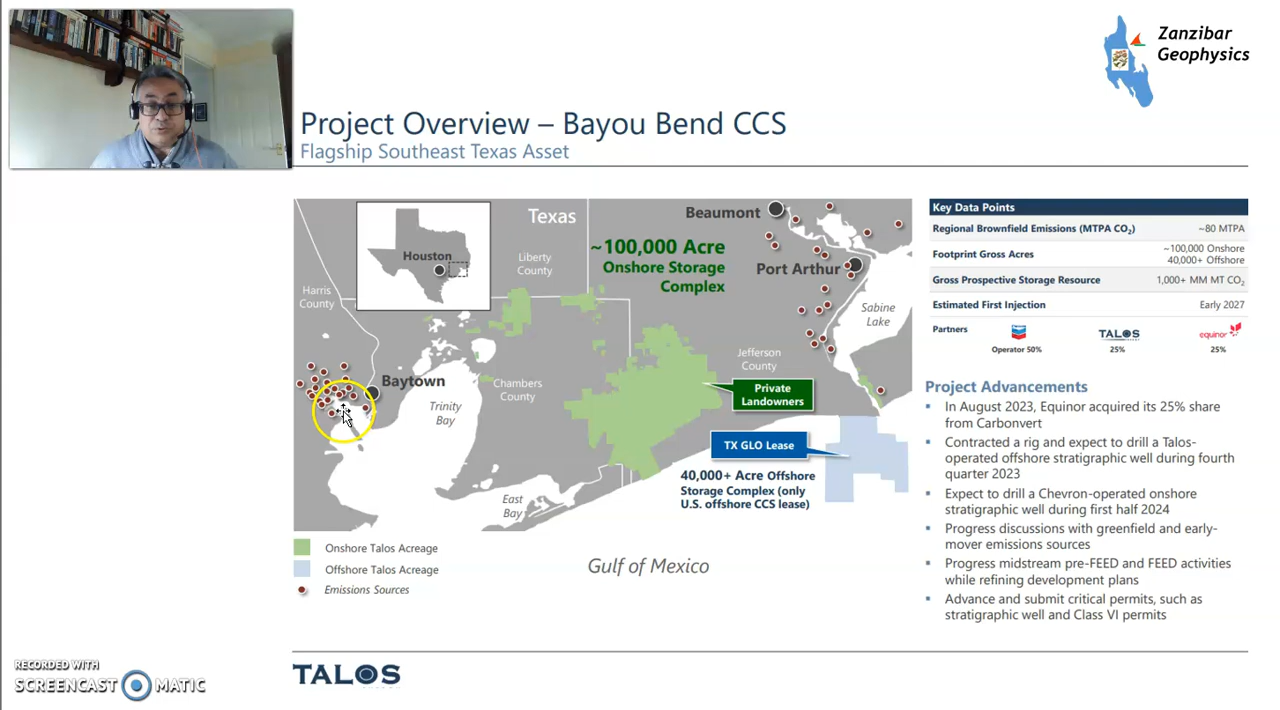 Zanzibar
Geophysics
Project Overview – Bayou Bend CCS
Flagship Southeast Texas Asset
Texas
Houston
Harris
County
Liberty
County
~100,000 Acre
Onshore Storage
Complex
Beaumont
Port Arthur
Sabine
Lake
Jefferson
County
Baytown
Chambers
County
Trinity
Bay
Private
Landowners
TX GLO Lease
40,000+ Acre Offshore
Storage Complex (only
U.S. offshore CCS lease)
East
Bay
Gulf of Mexico
Onshore Talos Acreage
Offshore Talos Acreage
Emissions Sources
Key Data Points
Regional Brownfield Emissions (MTPA CO₂) ~80 MTPA
Footprint Gross Acres ~100,000 Onshore
40,000+ Offshore
Gross Prospective Storage Resource 1,000+ MM MT CO₂
Estimated First Injection Early 2027
Partners TALOS equinor
Operator 50% 25% 25%
Project Advancements
▪ In August 2023, Equinor acquired its 25% share
from Carbonvert
▪ Contracted a rig and expect to drill a Talos-
operated offshore stratigraphic well during fourth
quarter 2023
▪ Expect to drill a Chevron-operated onshore
stratigraphic well during first half 2024
▪ Progress discussions with greenfield and early-
mover emissions sources
▪ Progress midstream pre-FEED and FEED activities
while refining development plans
▪ Advance and submit critical permits, such as
stratigraphic well and Class VI permits
RECORDED WITH
SCREENCAST MATIC
TALOS